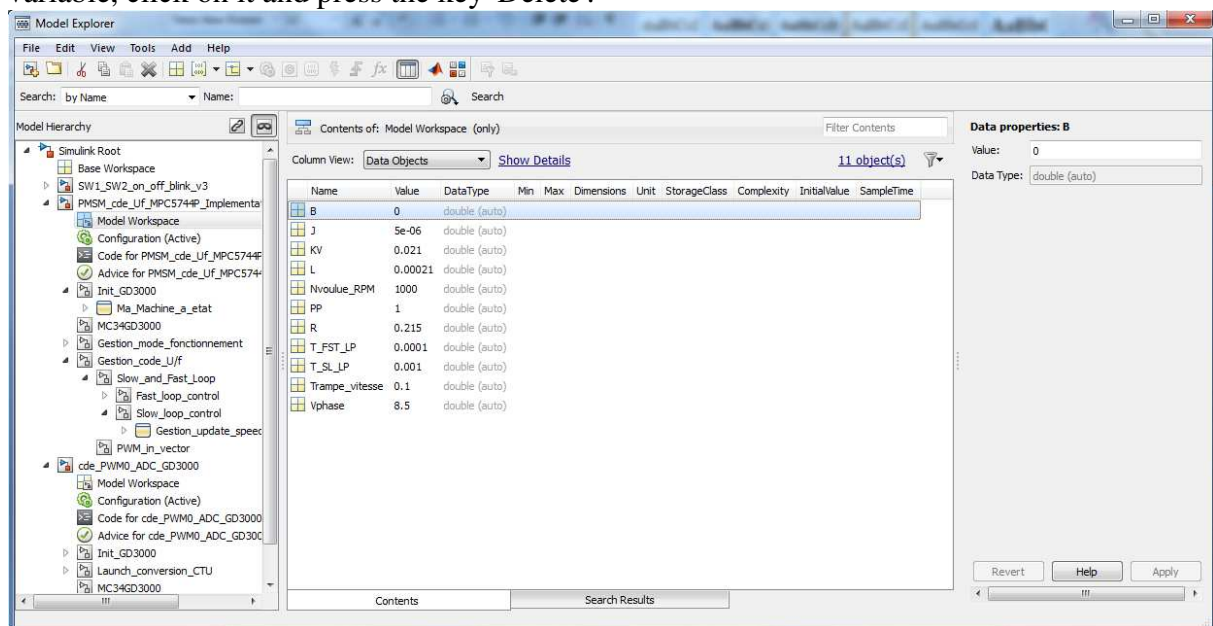 variable, click on it and press the key 'Delete'.
Model Explorer
File Edit View Tools Add Help
Search: by Name Name: Search
Model Hierarchy
Simulink Root
Base Workspace
SW1_SW2_on_off_blink_v3
PMSM_cde_Uf_MPC5744P_Implementa
Model Workspace
Configuration (Active)
Code for PMSM_cde_Uf_MPC5744P
Advice for PMSM_cde_Uf_MPC574
Init_GD3000
Ma_Machine_a_etat
MC34GD3000
Gestion_mode_fonctionnement
Gestion_code_U/f
Slow_and_Fast_Loop
Fast_loop_control
Slow_loop_control
Gestion_update_speed
PWM_in_vector
cde_PWM0_ADC_GD3000
Model Workspace
Configuration (Active)
Code for cde_PWM0_ADC_GD3000
Advice for cde_PWM0_ADC_GD300
Init_GD3000
Launch_conversion_CTU
MC34GD3000
Contents of: Model Workspace (only) Filter Contents
Column View: Data Objects Show Details 11 object(s)
Name Value DataType Min Max Dimensions Unit StorageClass Complexity InitialValue SampleTime
B 0 double (auto)
J 5e-06 double (auto)
KV 0.021 double (auto)
L 0.00021 double (auto)
Nvoulue_RPM 1000 double (auto)
PP 1 double (auto)
R 0.215 double (auto)
T_FST_LP 0.0001 double (auto)
T_SL_LP 0.001 double (auto)
Trampe_vitesse 0.1 double (auto)
Vphase 8.5 double (auto)
Contents Search Results
Data properties: B
Value: 0
Data Type: double (auto)
Revert Help Apply